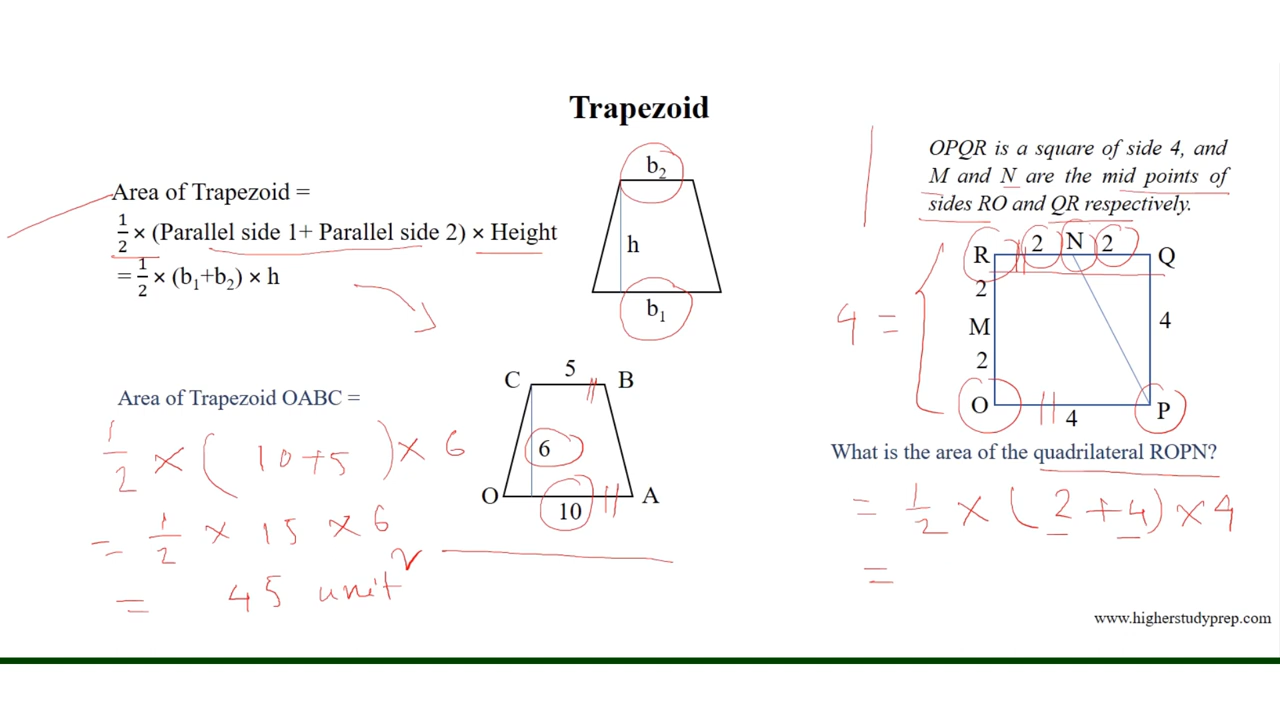 Trapezoid
Area of Trapezoid =
1/2 × (Parallel side 1+ Parallel side 2) × Height
= 1/2 × (b₁+b₂) × h
b₂
h
b₁
Area of Trapezoid OABC =
1/2 × (10+5) × 6
= 1/2 × 15 × 6
= 45 unit²
C 5 B
6
O 10 A
OPQR is a square of side 4, and
M and N are the mid points of
sides RO and QR respectively.
R 2 N 2 Q
2
4 = M 4
2
O 4 P
What is the area of the quadrilateral ROPN?
= 1/2 × (2+4) × 4
=
www.higherstudyprep.com